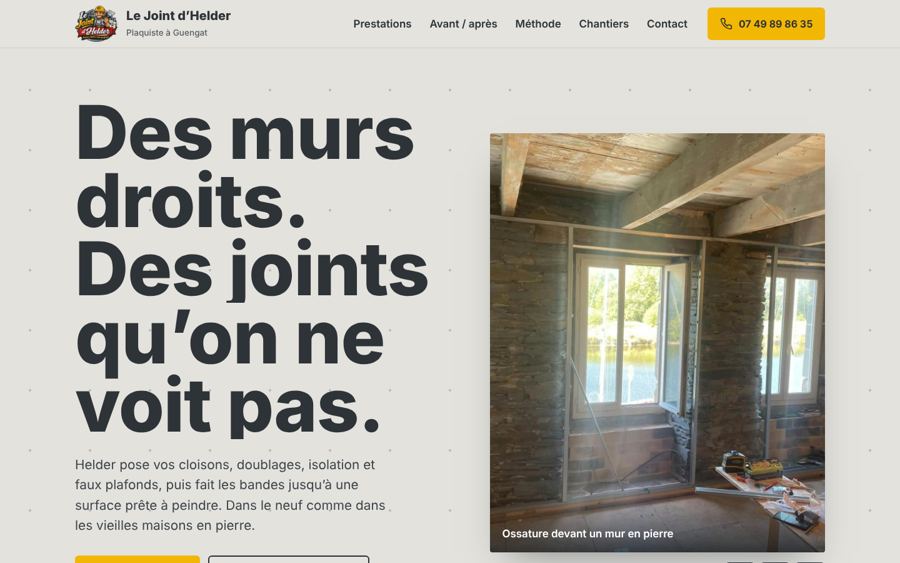 Joint
d'Helder
Le Joint d’Helder
Plaquiste à Guengat
Prestations
Avant / après
Méthode
Chantiers
Contact
07 49 89 86 35
Des murs
droits.
Des joints
qu’on ne
voit pas.
Helder pose vos cloisons, doublages, isolation et
faux plafonds, puis fait les bandes jusqu’à une
surface prête à peindre. Dans le neuf comme dans
les vieilles maisons en pierre.
Ossature devant un mur en pierre